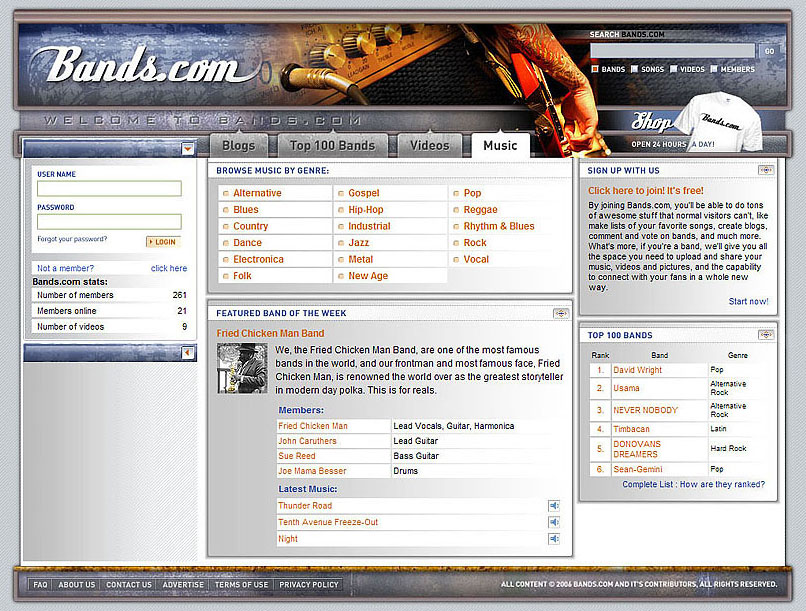 Bands.com
SEARCH BANDS.COM
GO
BANDS SONGS VIDEOS MEMBERS
WELCOME TO BANDS.COM
Shop
Bands.com
OPEN 24 HOURS A DAY!
Blogs
Top 100 Bands
Videos
Music
USER NAME
PASSWORD
Forgot your password?
LOGIN
Not a member? click here
Bands.com stats:
Number of members 261
Members online 21
Number of videos 9
BROWSE MUSIC BY GENRE:
Alternative Gospel Pop
Blues Hip-Hop Reggae
Country Industrial Rhythm & Blues
Dance Jazz Rock
Electronica Metal Vocal
Folk New Age
FEATURED BAND OF THE WEEK
Fried Chicken Man Band
We, the Fried Chicken Man Band, are one of the most famous
bands in the world, and our frontman and most famous face, Fried
Chicken Man, is renowned the world over as the greatest storyteller
in modern day polka. This is for reals.
Members:
Fried Chicken Man Lead Vocals, Guitar, Harmonica
John Caruthers Lead Guitar
Sue Reed Bass Guitar
Joe Mama Besser Drums
Latest Music:
Thunder Road
Tenth Avenue Freeze-Out
Night
SIGN UP WITH US
Click here to join! It's free!
By joining Bands.com, you'll be able to do tons
of awesome stuff that normal visitors can't, like
make lists of your favorite songs, create blogs,
comment and vote on bands, and much more.
What's more, if you're a band, we'll give you all
the space you need to upload and share your
music, videos and pictures, and the capability
to connect with your fans in a whole new
way.
Start now!
TOP 100 BANDS
Rank Band Genre
1. David Wright Pop
2. Usama Alternative
Rock
3. NEVER NOBODY Alternative
Rock
4. Timbacan Latin
5. DONOVANS
DREAMERS Hard Rock
6. Sean-Gemini Pop
Complete List : How are they ranked?
FAQ ABOUT US CONTACT US ADVERTISE TERMS OF USE PRIVACY POLICY
ALL CONTENT © 2006 BANDS.COM AND IT'S CONTRIBUTORS, ALL RIGHTS RESERVED.